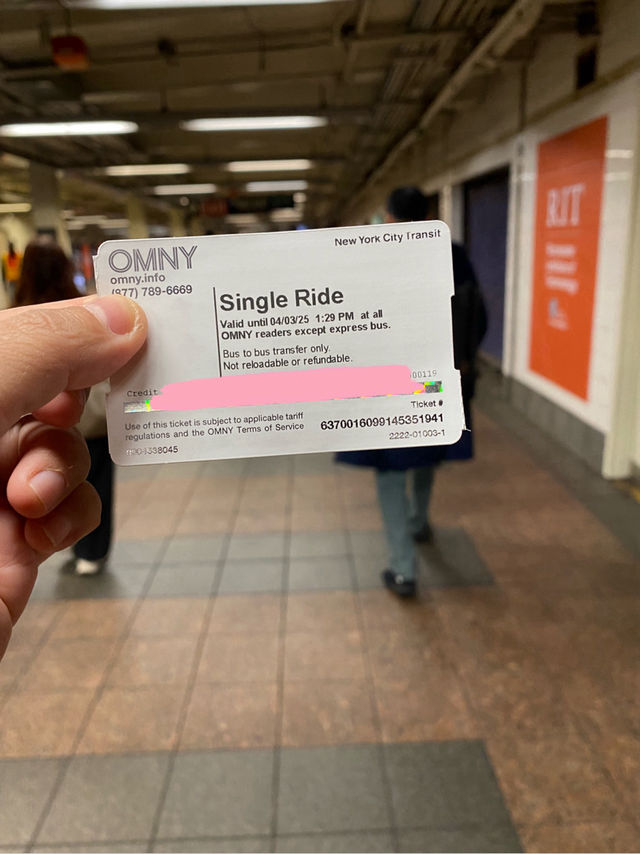 OMNY
omny.info
(877) 789-6669
New York City Transit
Single Ride
Valid until 04/03/25 1:29 PM at all
OMNY readers except express bus.
Bus to bus transfer only.
Not reloadable or refundable.
Credit
00119
Ticket #
Use of this ticket is subject to applicable tariff
regulations and the OMNY Terms of Service
6370016099145351941
2222-01003-1
RIT